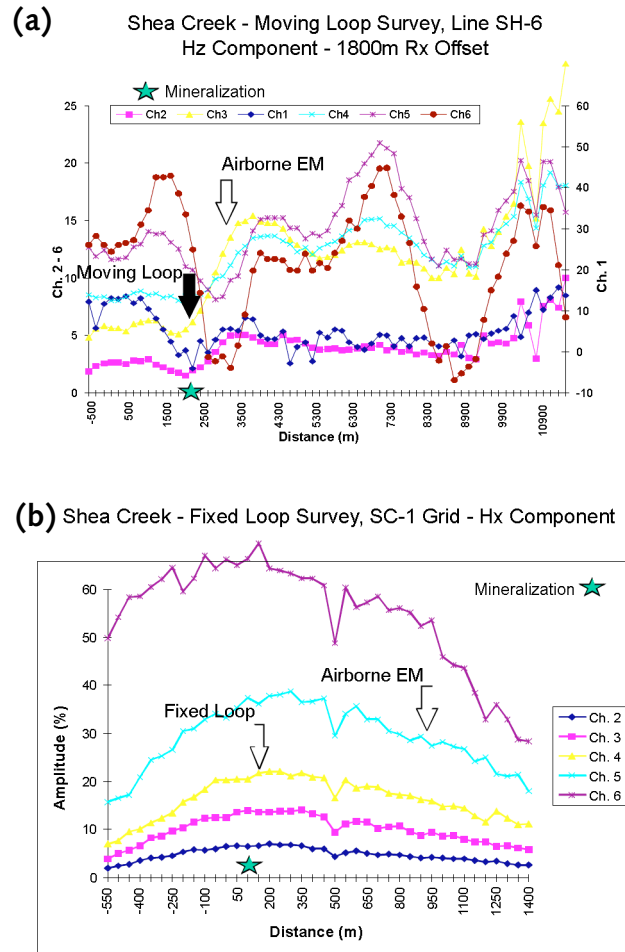 (a)
Shea Creek - Moving Loop Survey, Line SH-6
Hz Component - 1800m Rx Offset
Mineralization
25
60
Ch2 Ch3 Ch1 Ch4 Ch5 Ch6
50
20
Airborne EM
40
15
30
Ch. 2 - 6
Ch. 1
20
10
Moving Loop
10
5
0
0
-10
-500 500 1500 2500 3500 4300 5300 6300 7300 8900 9900 10900
Distance (m)
(b)
Shea Creek - Fixed Loop Survey, SC-1 Grid - Hx Component
60
Mineralization
50
Airborne EM
40
Fixed Loop
30
Amplitude (%)
20
10
0
Ch. 2
Ch. 3
Ch. 4
Ch. 5
Ch. 6
-550 -400 -250 -100 50 200 350 500 650 800 950 1100 1250 1400
Distance (m)